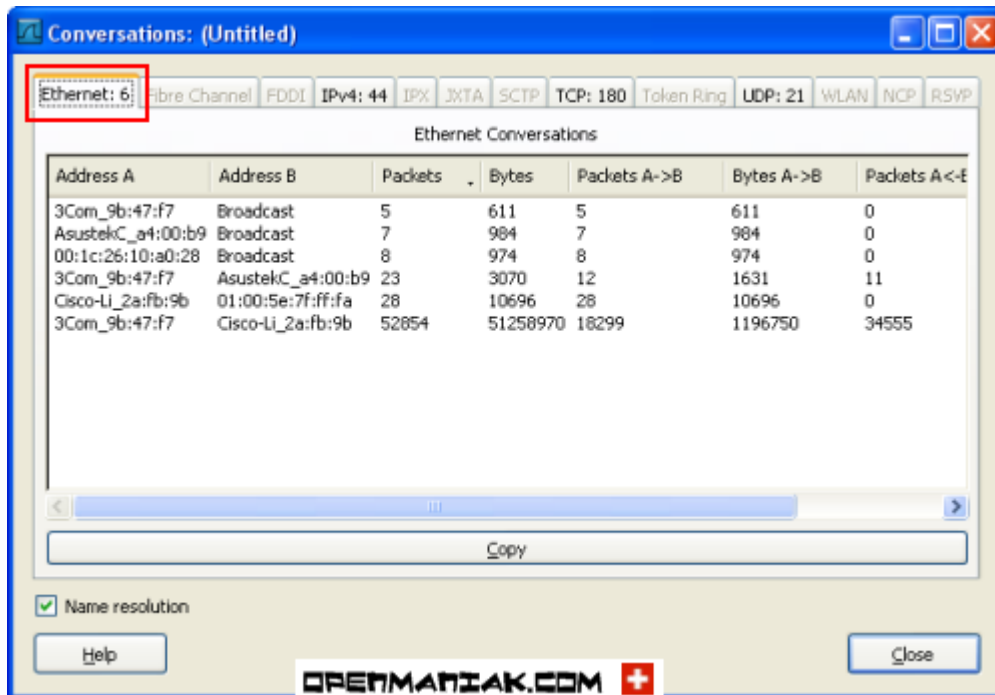 Conversations: (Untitled)
Ethernet: 6 Fibre Channel FDDI IPv4: 44 IPX JXTA SCTP TCP: 180 Token Ring UDP: 21 WLAN NCP RSVP
Ethernet Conversations
Address A Address B Packets Bytes Packets A->B Bytes A->B Packets A<-E
3Com_9b:47:f7 Broadcast 5 611 5 611 0
AsustekC_a4:00:b9 Broadcast 7 984 7 984 0
00:1c:26:10:a0:28 Broadcast 8 974 8 974 0
3Com_9b:47:f7 AsustekC_a4:00:b9 23 3070 12 1631 11
Cisco-Li_2a:fb:9b 01:00:5e:7f:ff:fa 28 10696 28 10696 0
3Com_9b:47:f7 Cisco-Li_2a:fb:9b 52854 51258970 18299 1196750 34555
Copy
Name resolution
Help Close
OPENMANIAK.COM